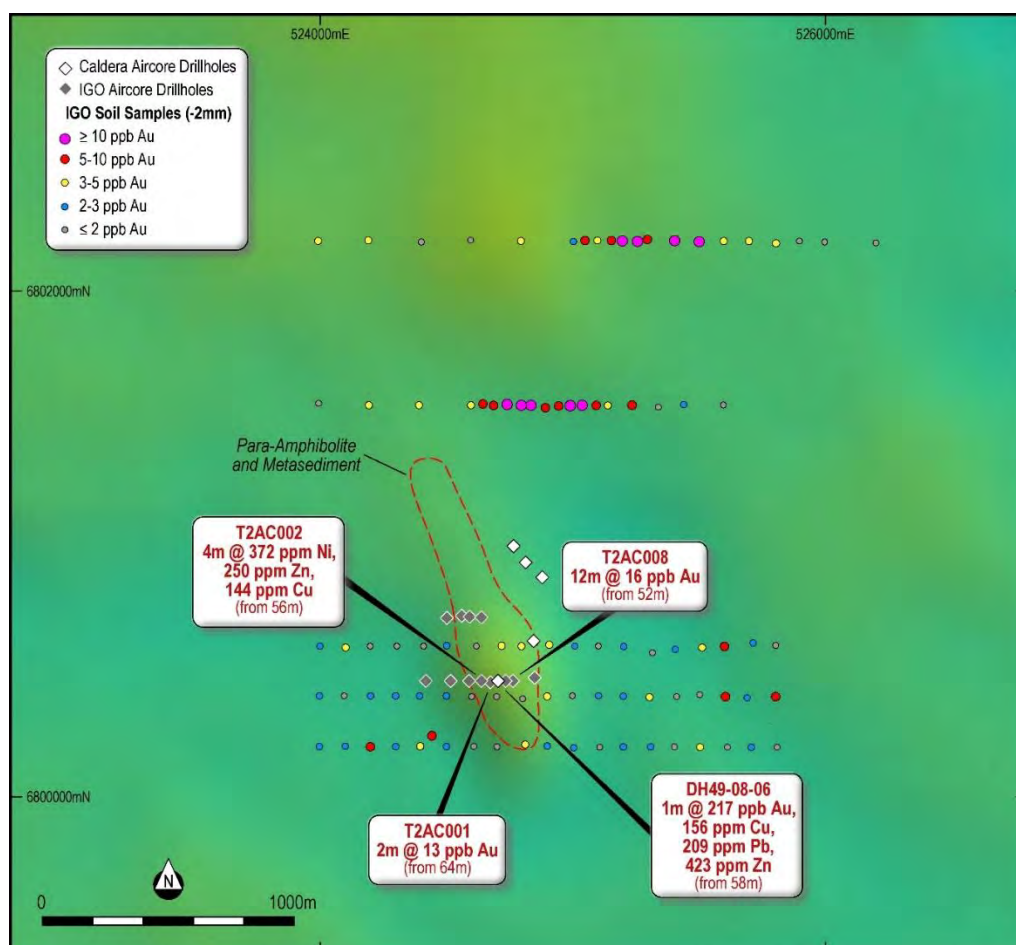 524000mE
526000mE
Caldera Aircore Drillholes
IGO Aircore Drillholes
IGO Soil Samples (-2mm)
≥ 10 ppb Au
5-10 ppb Au
3-5 ppb Au
2-3 ppb Au
≤ 2 ppb Au
6802000mN
Para-Amphibolite
and Metasediment
T2AC002
4m @ 372 ppm Ni,
250 ppm Zn,
144 ppm Cu
(from 56m)
T2AC008
12m @ 16 ppb Au
(from 52m)
6800000mN
T2AC001
2m @ 13 ppb Au
(from 64m)
DH49-08-06
1m @ 217 ppb Au,
156 ppm Cu,
209 ppm Pb,
423 ppm Zn
(from 58m)
N
0
1000m